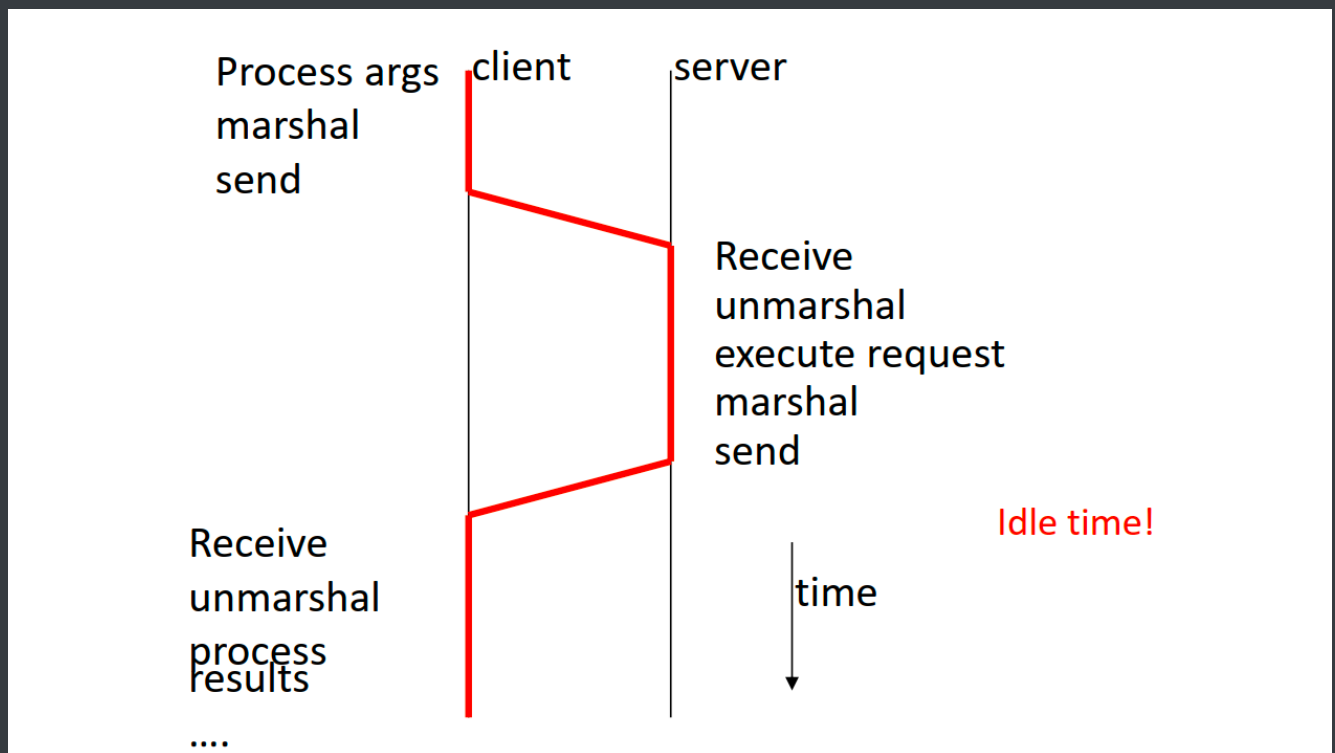 Process args
marshal
send
client
server
Receive
unmarshal
execute request
marshal
send
Idle time!
time
Receive
unmarshal
process
results
....